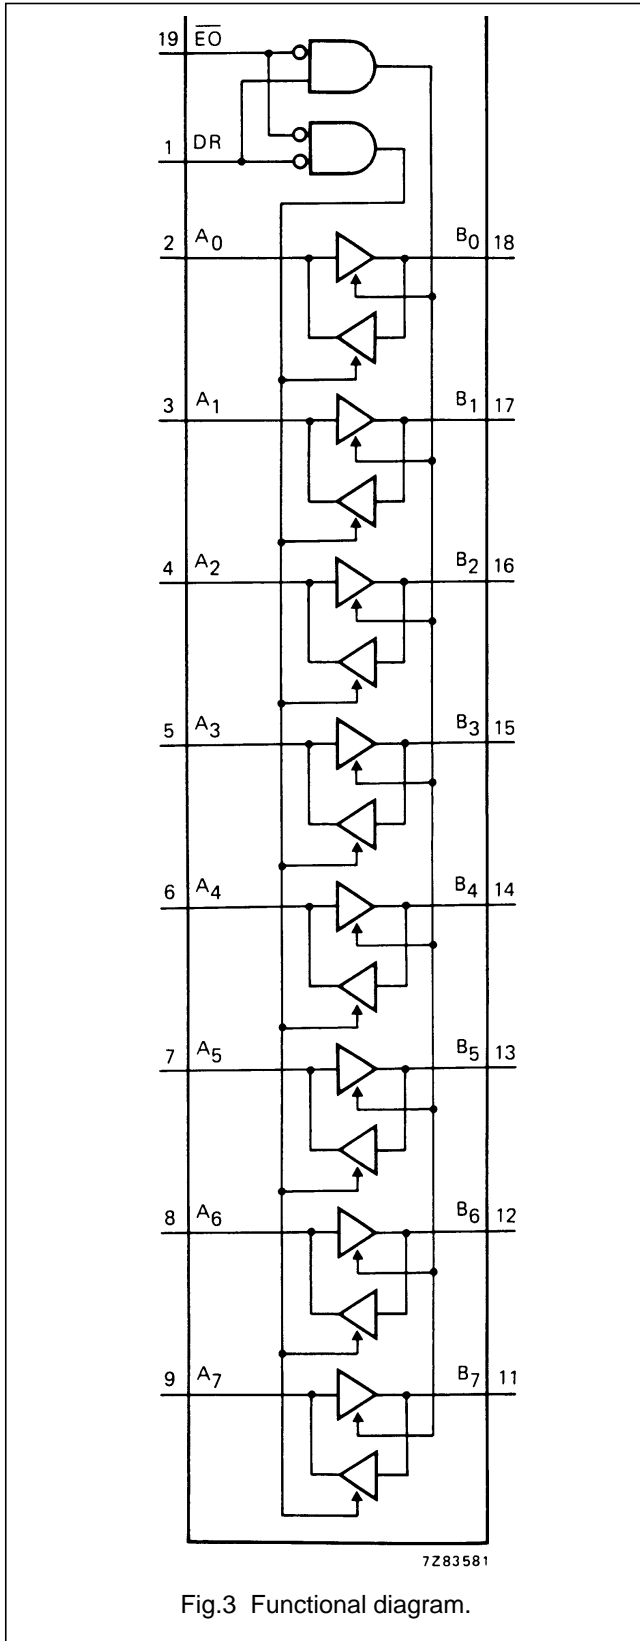 19 E̅O̅
1 DR
2 A0 B0 18
3 A1 B1 17
4 A2 B2 16
5 A3 B3 15
6 A4 B4 14
7 A5 B5 13
8 A6 B6 12
9 A7 B7 11
7Z83581
Fig.3 Functional diagram.